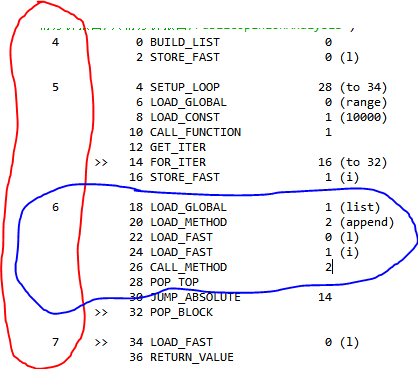 4 0 BUILD_LIST 0
2 STORE_FAST 0 (l)
5 4 SETUP_LOOP 28 (to 34)
6 LOAD_GLOBAL 0 (range)
8 LOAD_CONST 1 (10000)
10 CALL_FUNCTION 1
12 GET_ITER
>> 14 FOR_ITER 16 (to 32)
16 STORE_FAST 1 (i)
6 18 LOAD_GLOBAL 1 (list)
20 LOAD_METHOD 2 (append)
22 LOAD_FAST 0 (l)
24 LOAD_FAST 1 (i)
26 CALL_METHOD 2
28 POP_TOP
30 JUMP_ABSOLUTE 14
>> 32 POP_BLOCK
7 >> 34 LOAD_FAST 0 (l)
36 RETURN_VALUE